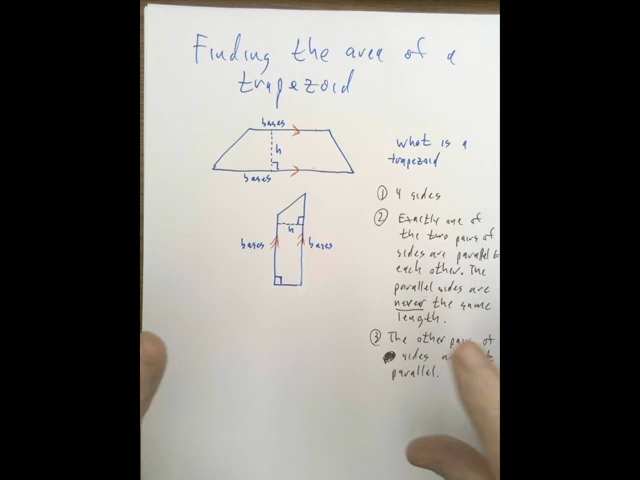 Finding the area of a
trapezoid
bases
h
bases
bases
h
bases
what is a
trapezoid
① 4 sides
② Exactly one of
the two pairs of
sides are parallel to
each other. The
parallel sides are
never the same
length.
③ The other pairs of
sides
parallel.